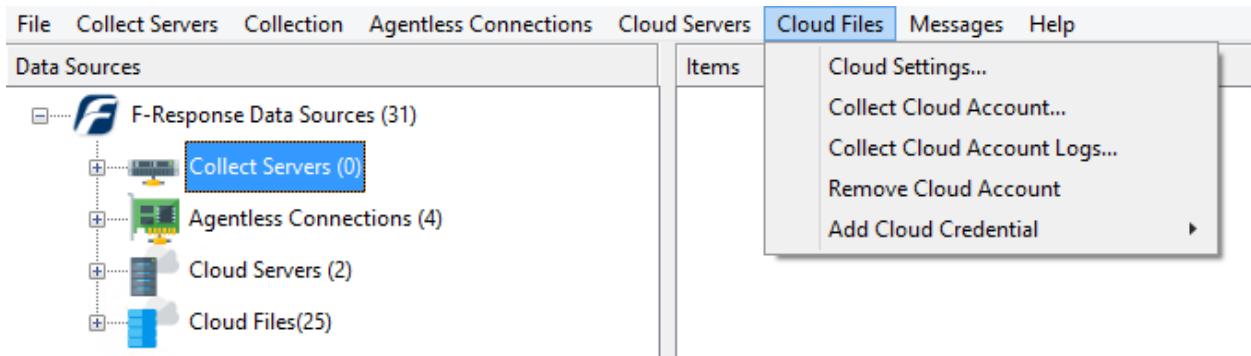 File Collect Servers Collection Agentless Connections Cloud Servers Cloud Files Messages Help
Data Sources
Items
F-Response Data Sources (31)
Collect Servers (0)
Agentless Connections (4)
Cloud Servers (2)
Cloud Files(25)
Cloud Settings...
Collect Cloud Account...
Collect Cloud Account Logs...
Remove Cloud Account
Add Cloud Credential